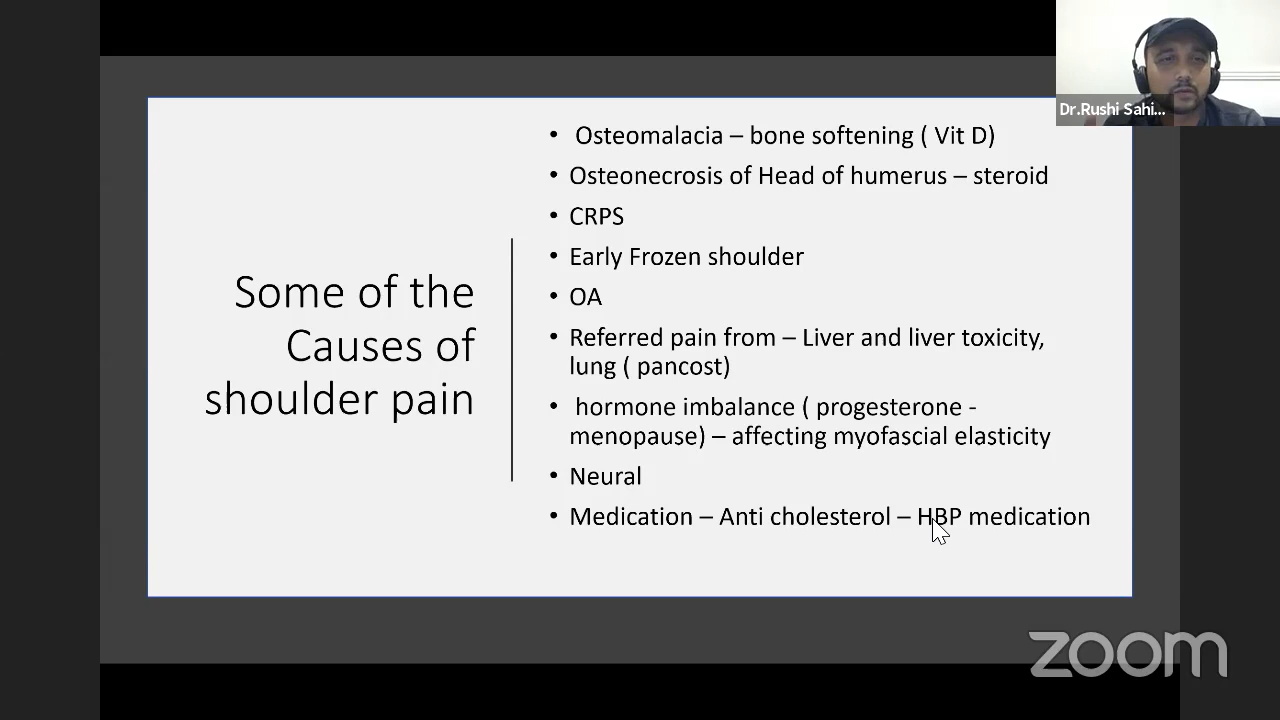 Dr.Rushi Sahi...
Some of the
Causes of
shoulder pain
• Osteomalacia – bone softening ( Vit D)
• Osteonecrosis of Head of humerus – steroid
• CRPS
• Early Frozen shoulder
• OA
• Referred pain from – Liver and liver toxicity,
lung ( pancost)
• hormone imbalance ( progesterone -
menopause) – affecting myofascial elasticity
• Neural
• Medication – Anti cholesterol – HBP medication
zoom